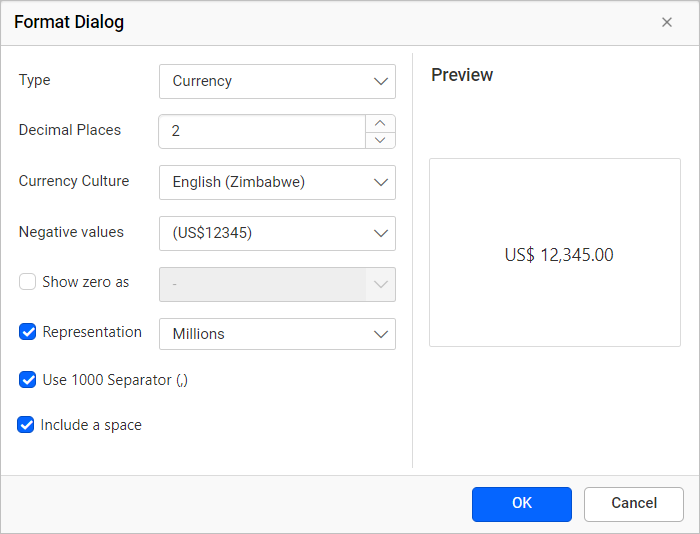 Format Dialog
Type
Currency
Preview
Decimal Places
2
Currency Culture
English (Zimbabwe)
Negative values
(US$12345)
US$ 12,345.00
Show zero as
-
Representation
Millions
Use 1000 Separator (,)
Include a space
OK
Cancel